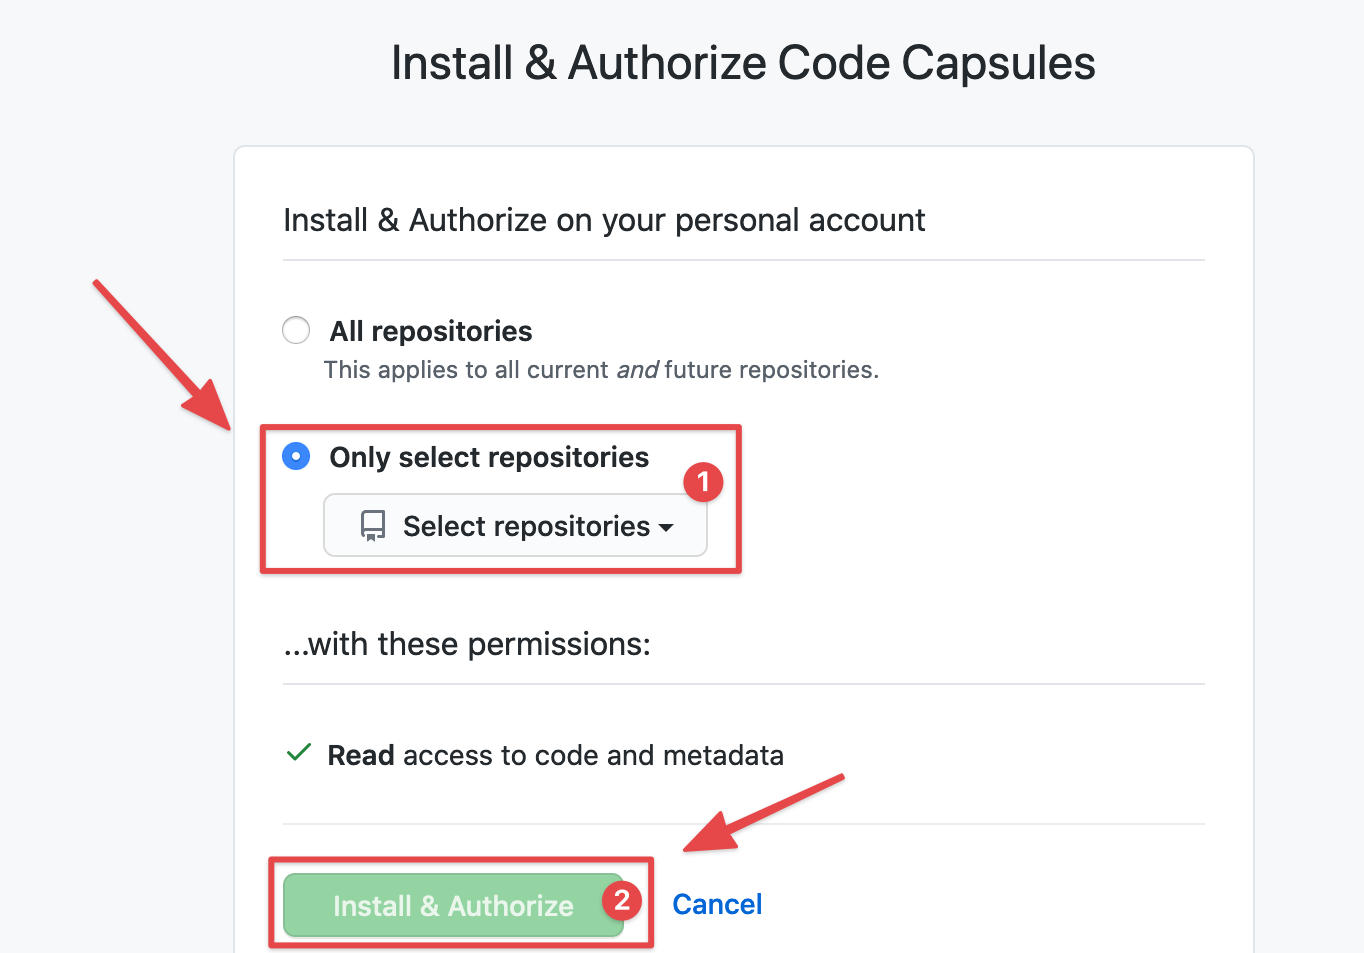 Install & Authorize Code Capsules
Install & Authorize on your personal account
All repositories
This applies to all current and future repositories.
Only select repositories
1
Select repositories
...with these permissions:
Read access to code and metadata
Install & Authorize
2
Cancel